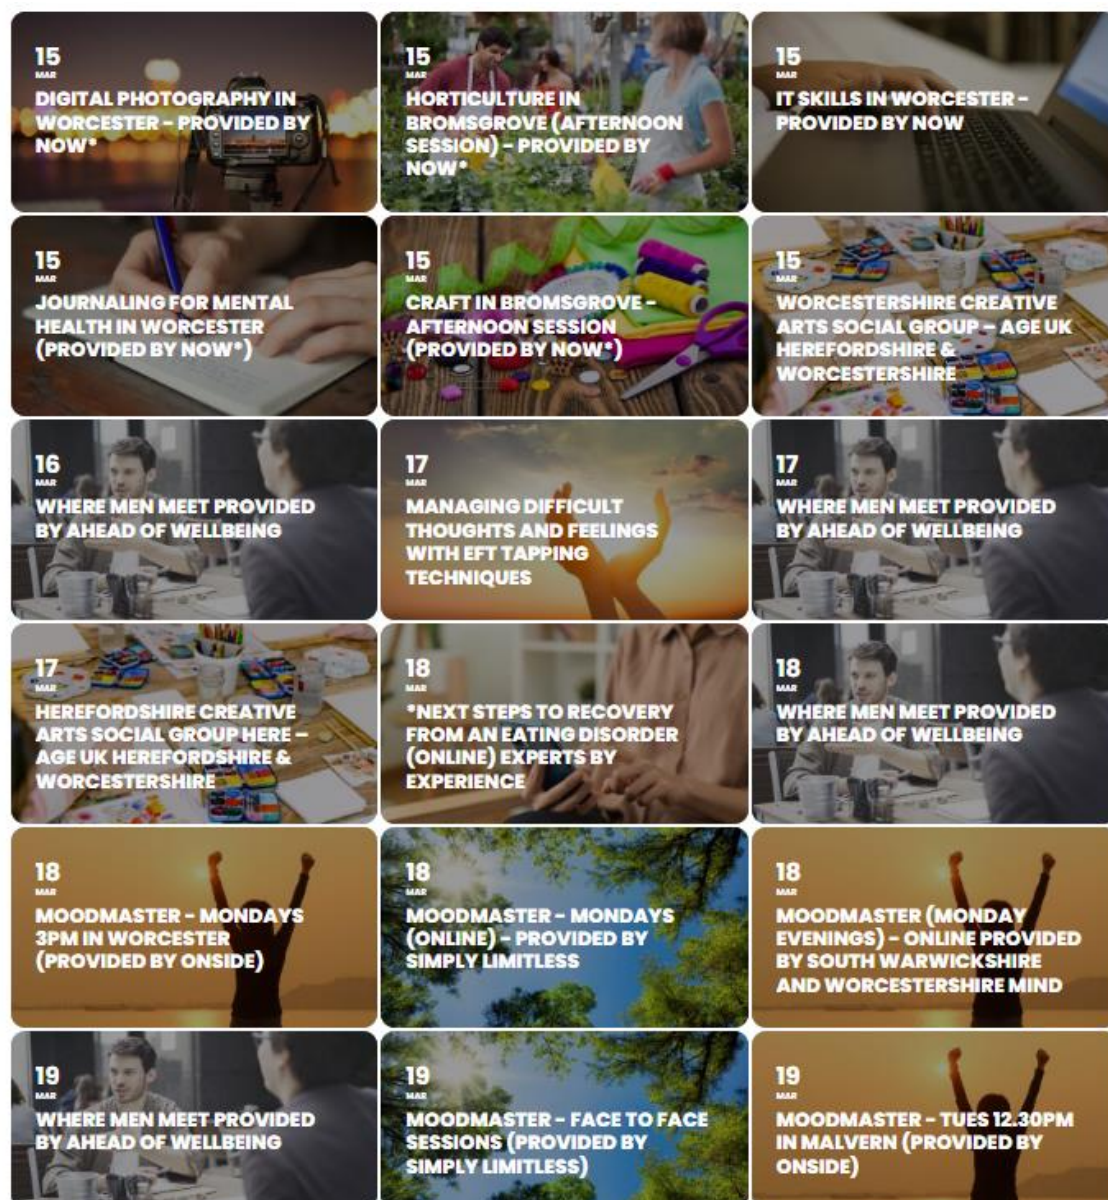 15
MAR
DIGITAL PHOTOGRAPHY IN
WORCESTER - PROVIDED BY
NOW*
15
MAR
HORTICULTURE IN
BROMSGROVE (AFTERNOON
SESSION) - PROVIDED BY
NOW*
15
MAR
IT SKILLS IN WORCESTER -
PROVIDED BY NOW
15
MAR
JOURNALING FOR MENTAL
HEALTH IN WORCESTER
(PROVIDED BY NOW*)
15
MAR
CRAFT IN BROMSGROVE -
AFTERNOON SESSION
(PROVIDED BY NOW*)
15
MAR
WORCESTERSHIRE CREATIVE
ARTS SOCIAL GROUP – AGE UK
HEREFORDSHIRE &
WORCESTERSHIRE
16
MAR
WHERE MEN MEET PROVIDED
BY AHEAD OF WELLBEING
17
MAR
MANAGING DIFFICULT
THOUGHTS AND FEELINGS
WITH EFT TAPPING
TECHNIQUES
17
MAR
WHERE MEN MEET PROVIDED
BY AHEAD OF WELLBEING
17
MAR
HEREFORDSHIRE CREATIVE
ARTS SOCIAL GROUP HERE –
AGE UK HEREFORDSHIRE &
WORCESTERSHIRE
18
MAR
*NEXT STEPS TO RECOVERY
FROM AN EATING DISORDER
(ONLINE) EXPERTS BY
EXPERIENCE
18
MAR
WHERE MEN MEET PROVIDED
BY AHEAD OF WELLBEING
18
MAR
MOODMASTER - MONDAYS
3PM IN WORCESTER
(PROVIDED BY ONSIDE)
18
MAR
MOODMASTER - MONDAYS
(ONLINE) - PROVIDED BY
SIMPLY LIMITLESS
18
MAR
MOODMASTER (MONDAY
EVENINGS) - ONLINE PROVIDED
BY SOUTH WARWICKSHIRE
AND WORCESTERSHIRE MIND
19
MAR
WHERE MEN MEET PROVIDED
BY AHEAD OF WELLBEING
19
MAR
MOODMASTER - FACE TO FACE
SESSIONS (PROVIDED BY
SIMPLY LIMITLESS)
19
MAR
MOODMASTER - TUES 12.30PM
IN MALVERN (PROVIDED BY
ONSIDE)